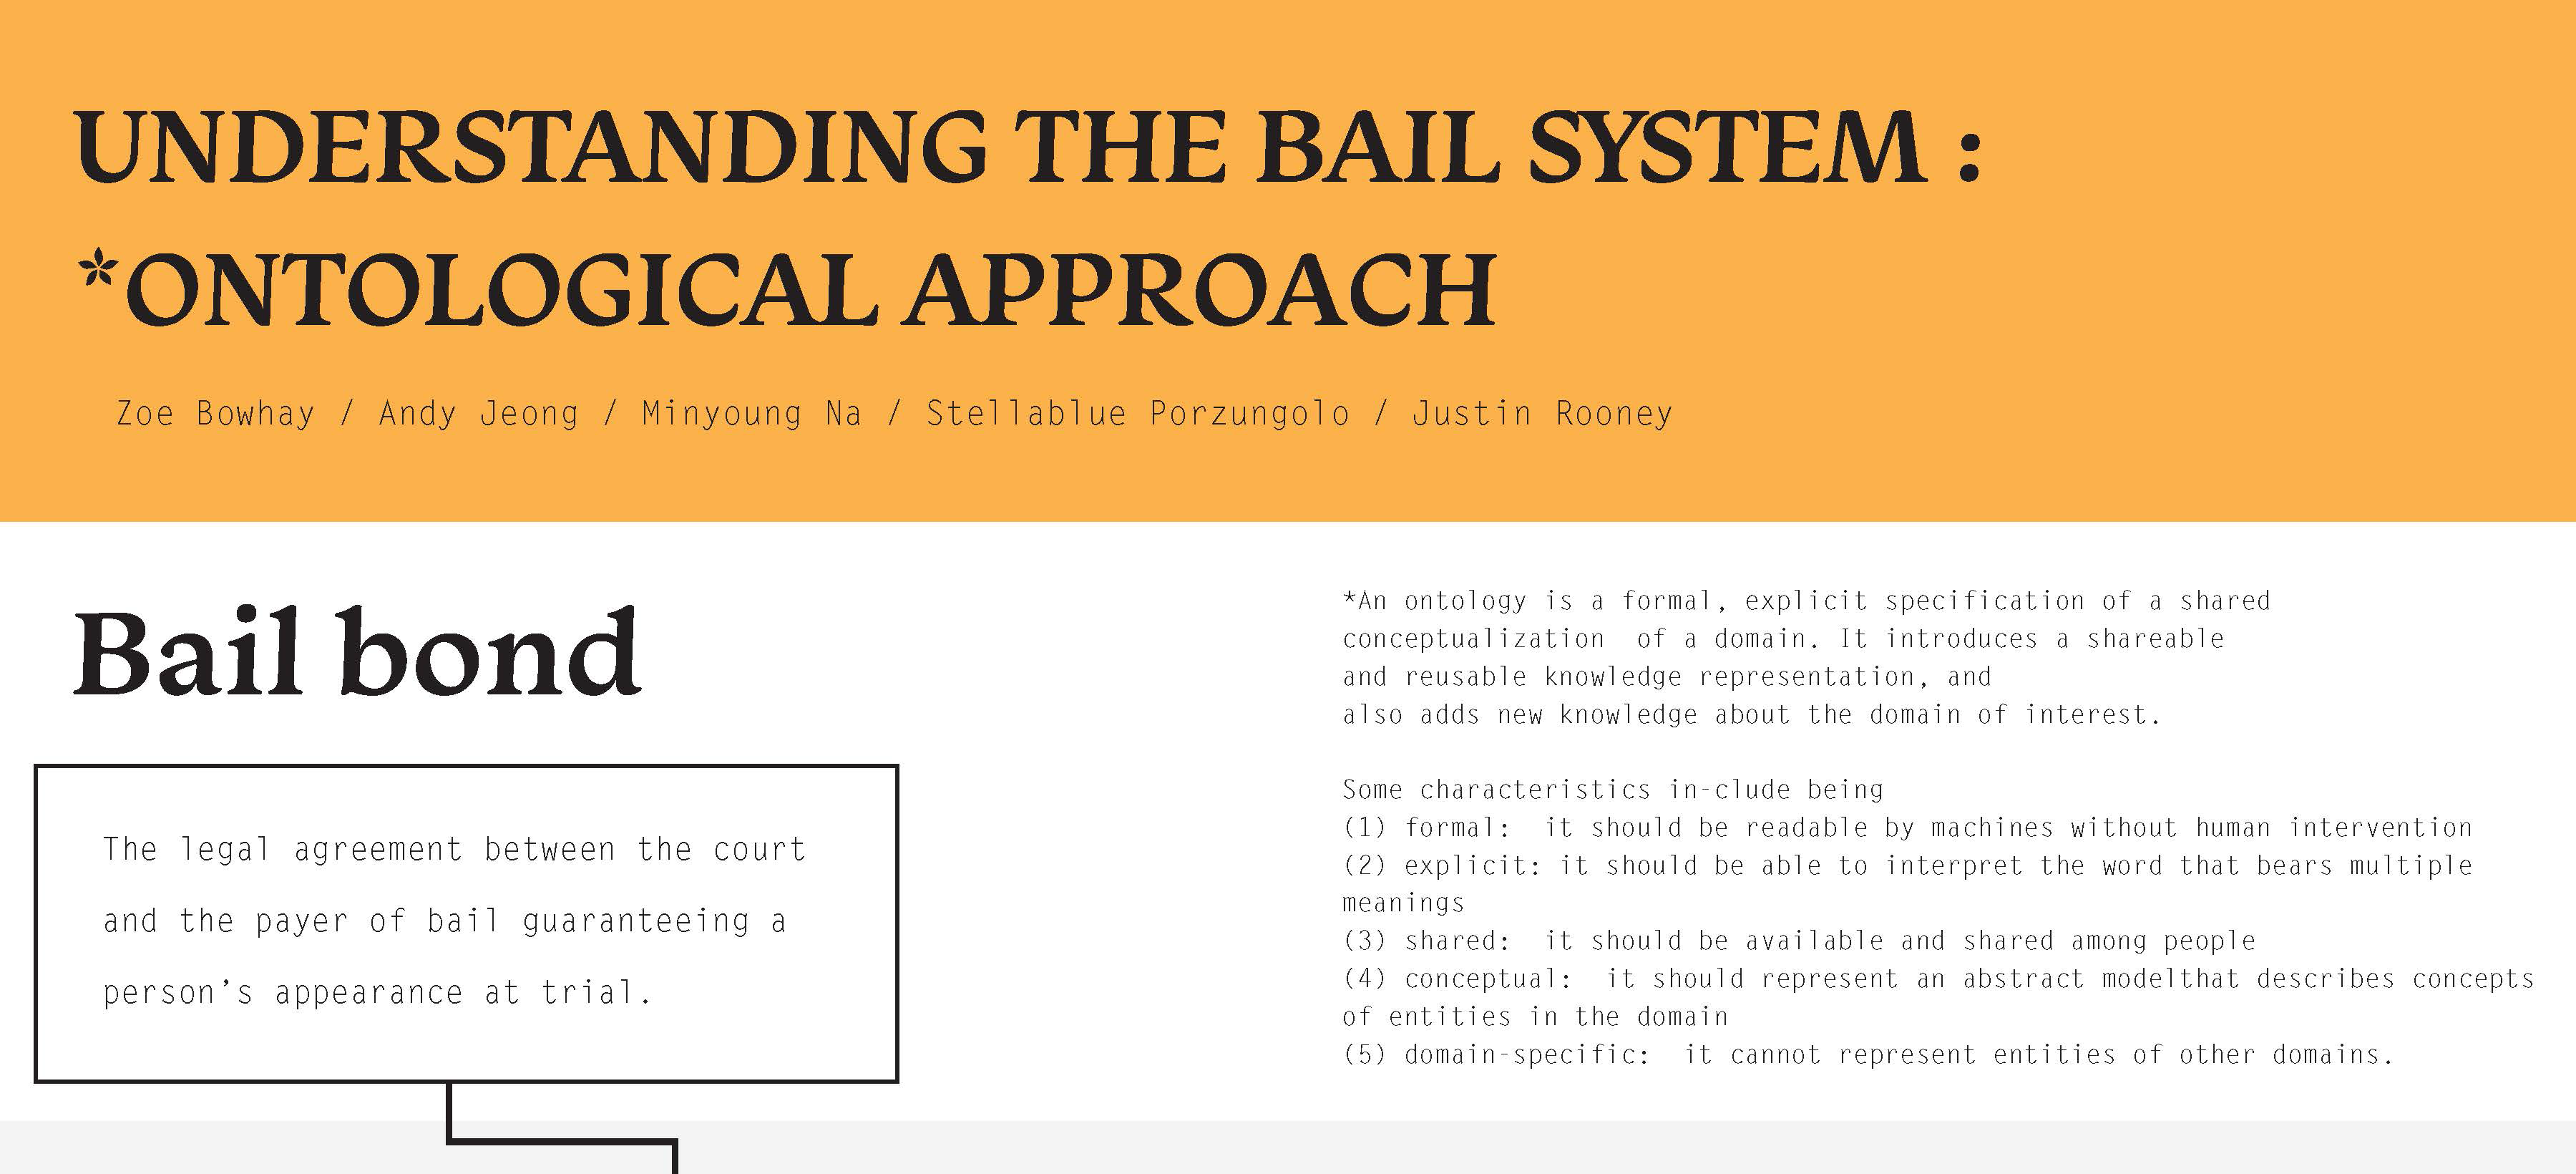 UNDERSTANDING THE BAIL SYSTEM :
*ONTOLOGICAL APPROACH
Zoe Bowhay / Andy Jeong / Minyoung Na / Stellablue Porzungolo / Justin Rooney
Bail bond
The legal agreement between the court
and the payer of bail guaranteeing a
person’s appearance at trial.
*An ontology is a formal, explicit specification of a shared
conceptualization  of a domain. It introduces a shareable
and reusable knowledge representation, and
also adds new knowledge about the domain of interest.
Some characteristics in-clude being
(1) formal:  it should be readable by machines without human intervention
(2) explicit: it should be able to interpret the word that bears multiple
meanings
(3) shared:  it should be available and shared among people
(4) conceptual:  it should represent an abstract modelthat describes concepts
of entities in the domain
(5) domain-specific:  it cannot represent entities of other domains.